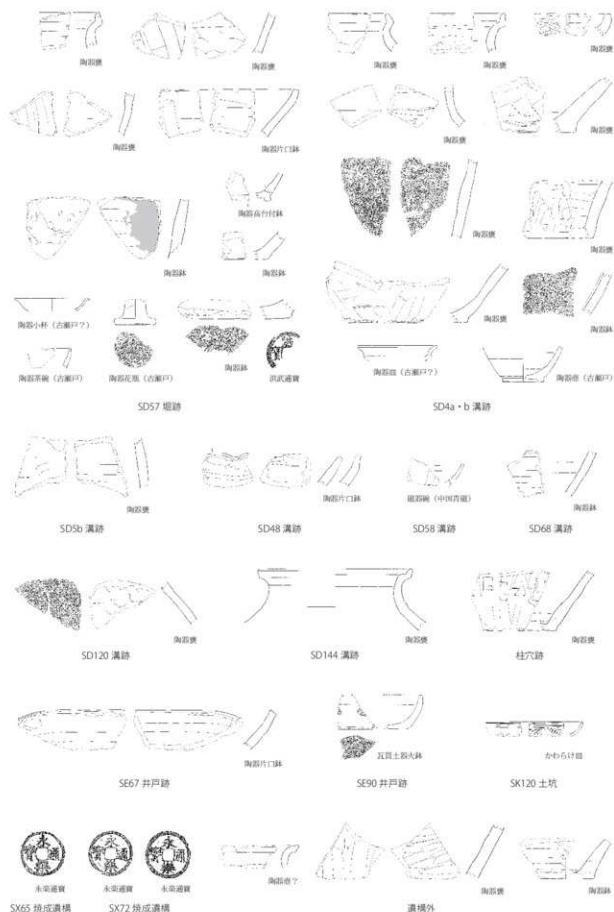 陶器甕
陶器甕
陶器甕
陶器甕
陶器甕
陶器甕
陶器片口鉢
陶器甕
陶器甕
陶器高台付鉢
陶器甕
陶器甕
陶器鉢
陶器鉢
陶器甕
陶器鉢
陶器小杯（古瀬戸？）
陶器茶碗（古瀬戸）
陶器花瓶（古瀬戸）
陶器鉢
洪武通寶
陶器皿（古瀬戸？）
陶器壺（古瀬戸）
SD57 堀跡
SD4a・b 溝跡
陶器甕
陶器片口鉢
磁器碗（中国青磁）
陶器鉢
SD5b 溝跡
SD48 溝跡
SD58 溝跡
SD68 溝跡
陶器甕
陶器甕
陶器甕
SD120 溝跡
SD144 溝跡
柱穴跡
陶器片口鉢
瓦質土器火鉢
かわらけ皿
SE67 井戸跡
SE90 井戸跡
SK120 土坑
永楽通寶
永楽通寶
永楽通寶
陶器壺？
陶器甕
陶器鉢
SX65 焼成遺構
SX72 焼成遺構
遺構外